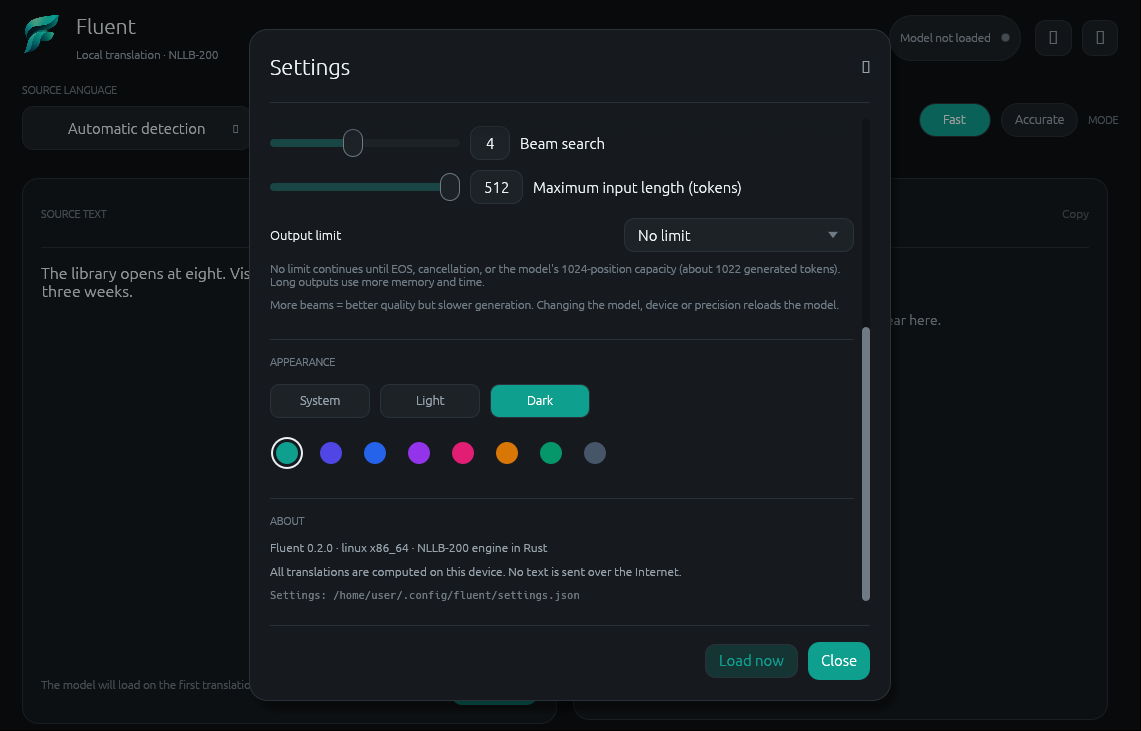 Fluent
Local translation · NLLB-200
Model not loaded
SOURCE LANGUAGE
Automatic detection
Fast
Accurate
MODE
SOURCE TEXT
Copy
The library opens at eight. Vis
three weeks.
ear here.
The model will load on the first translatio
Settings
4
Beam search
512
Maximum input length (tokens)
Output limit
No limit
No limit continues until EOS, cancellation, or the model's 1024-position capacity (about 1022 generated tokens).
Long outputs use more memory and time.
More beams = better quality but slower generation. Changing the model, device or precision reloads the model.
APPEARANCE
System
Light
Dark
ABOUT
Fluent 0.2.0 · linux x86_64 · NLLB-200 engine in Rust
All translations are computed on this device. No text is sent over the Internet.
Settings: /home/user/.config/fluent/settings.json
Load now
Close